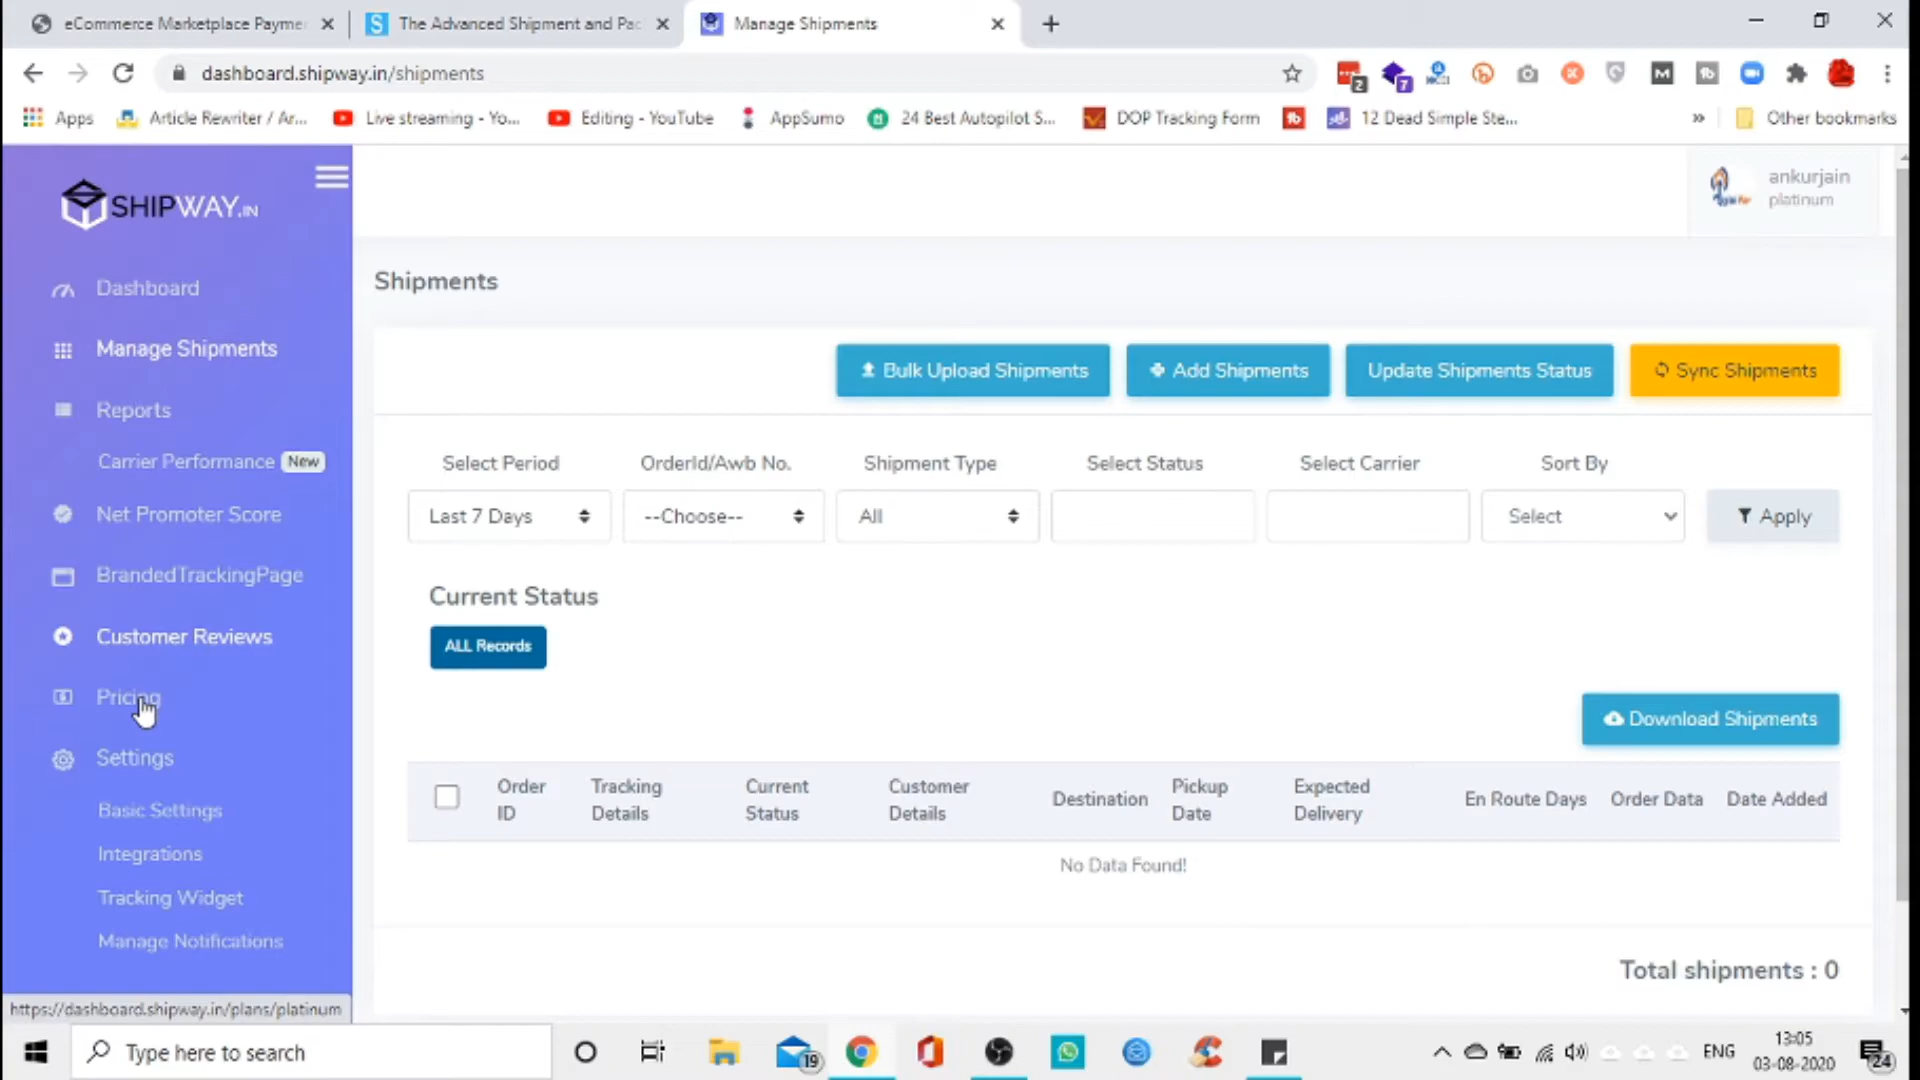 eCommerce Marketplace Payme
The Advanced Shipment and Pac
Manage Shipments
dashboard.shipway.in/shipments
2
7
M
Apps
Article Rewriter / Ar...
Live streaming - Yo...
Editing - YouTube
AppSumo
24 Best Autopilot S...
DOP Tracking Form
12 Dead Simple Ste...
»
Other bookmarks
SHIPWAY.IN
ankurjain
platinum
Dashboard
Manage Shipments
Reports
Carrier Performance New
Net Promoter Score
BrandedTrackingPage
Customer Reviews
Pricing
Settings
Basic Settings
Integrations
Tracking Widget
Manage Notifications
https://dashboard.shipway.in/plans/platinum
Shipments
Bulk Upload Shipments
Add Shipments
Update Shipments Status
Sync Shipments
Select Period
OrderId/Awb No.
Shipment Type
Select Status
Select Carrier
Sort By
Last 7 Days
--Choose--
All
Select
Apply
Current Status
ALL Records
Download Shipments
Order ID
Tracking Details
Current Status
Customer Details
Destination
Pickup Date
Expected Delivery
En Route Days
Order Data
Date Added
No Data Found!
Total shipments : 0
Type here to search
19
ENG
13:05
03-08-2020
24